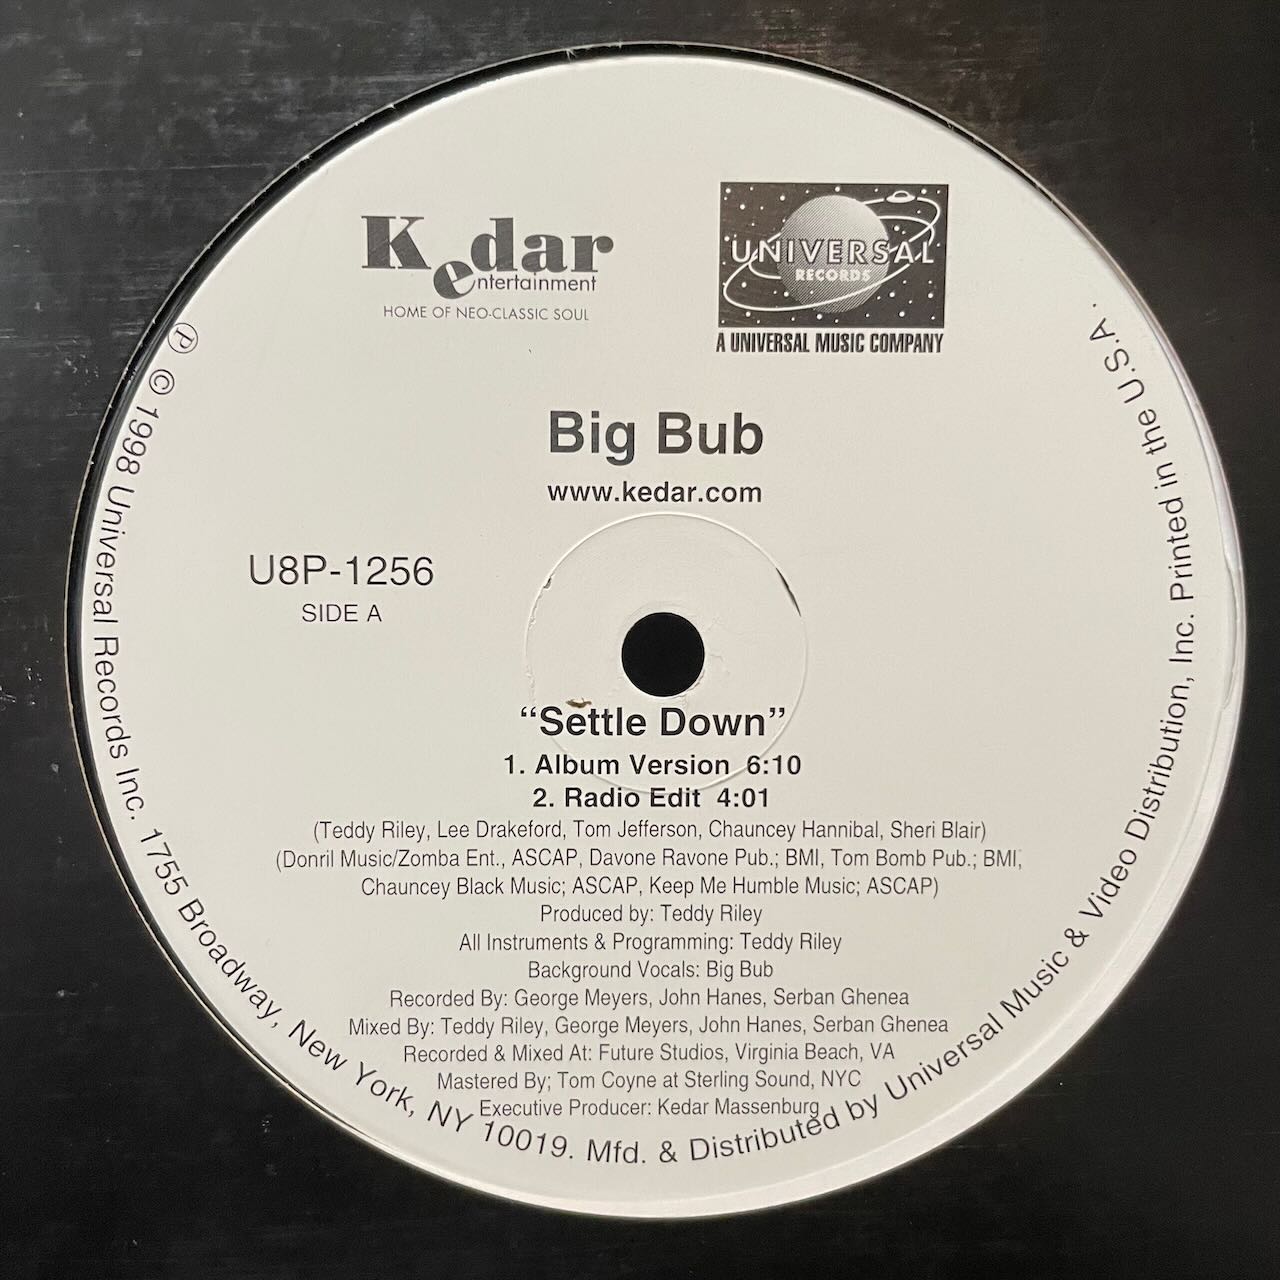 Kedar
entertainment
HOME OF NEO-CLASSIC SOUL
UNIVERSAL
RECORDS
A UNIVERSAL MUSIC COMPANY
Big Bub
www.kedar.com
U8P-1256
SIDE A
“Settle Down”
1. Album Version 6:10
2. Radio Edit 4:01
(Teddy Riley, Lee Drakeford, Tom Jefferson, Chauncey Hannibal, Sheri Blair)
(Donril Music/Zomba Ent., ASCAP, Davone Ravone Pub.; BMI, Tom Bomb Pub.; BMI,
Chauncey Black Music; ASCAP, Keep Me Humble Music; ASCAP)
Produced by: Teddy Riley
All Instruments & Programming: Teddy Riley
Background Vocals: Big Bub
Recorded By: George Meyers, John Hanes, Serban Ghenea
Mixed By: Teddy Riley, George Meyers, John Hanes, Serban Ghenea
Recorded & Mixed At: Future Studios, Virginia Beach, VA
Mastered By; Tom Coyne at Sterling Sound, NYC
Executive Producer: Kedar Massenburg
℗ © 1998 Universal Records Inc. 1755 Broadway, New York, NY 10019. Mfd. & Distributed by Universal Music & Video Distribution, Inc. Printed in the U.S.A.